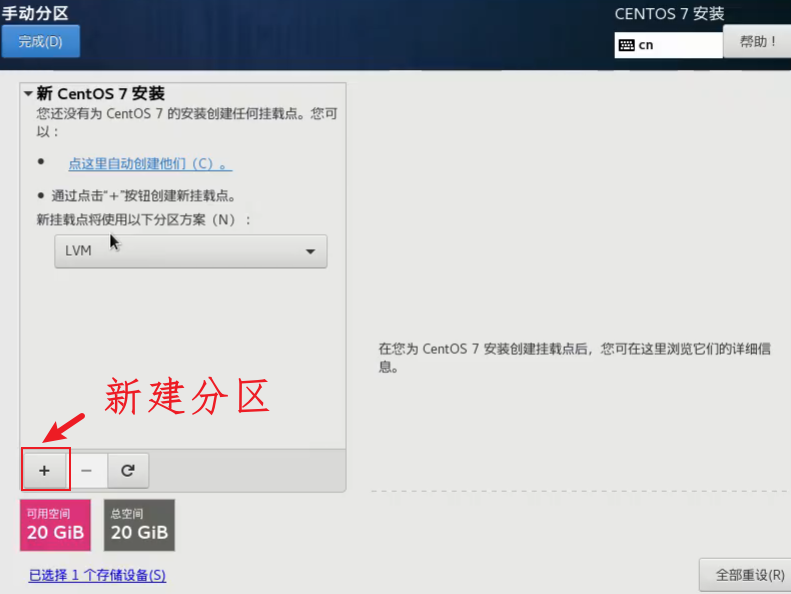 手动分区
CENTOS 7 安装
完成(D)
cn
帮助！
新 CentOS 7 安装
您还没有为 CentOS 7 的安装创建任何挂载点。您可
以：
点这里自动创建他们（C）。
通过点击“+”按钮创建新挂载点。
新挂载点将使用以下分区方案（N）：
LVM
在您为 CentOS 7 安装创建挂载点后，您可在这里浏览它们的详细信
息。
新建分区
+ −
可用空间
20 GiB
总空间
20 GiB
已选择 1 个存储设备(S)
全部重设(R)